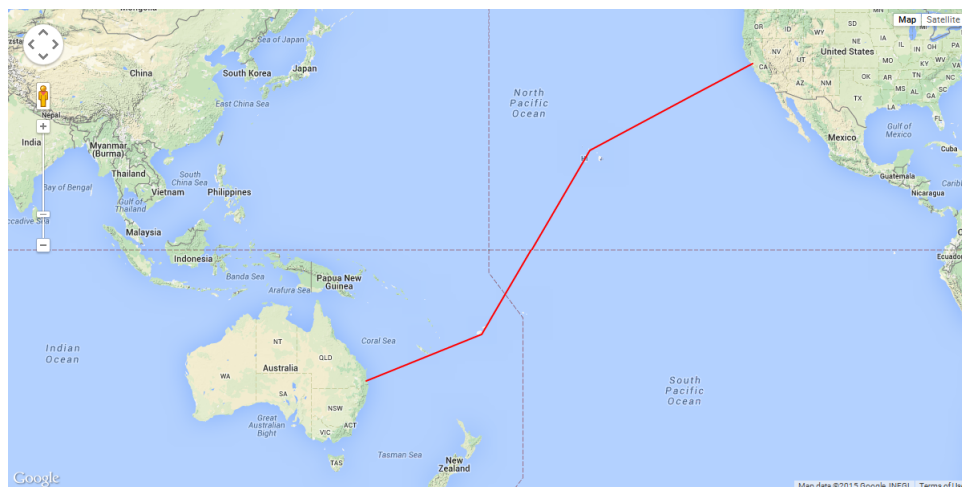 Mongolia
Map
Satellite
Sea of Japan
China
South Korea
Japan
East China Sea
Nepal
India
Myanmar
(Burma)
Thailand
Vietnam
South
China Sea
Philippines
Bay of Bengal
Gulf of
Thailand
Malaysia
Indonesia
Banda Sea
Arafura Sea
Papua New
Guinea
Coral Sea
Indian
Ocean
NT
QLD
WA
Australia
SA
NSW
ACT
VIC
TAS
Great
Australian
Bight
Tasman Sea
New
Zealand
North
Pacific
Ocean
HI
South
Pacific
Ocean
OR
ID
WY
SD
WI
MI
NY
NE
IA
IL
IN
OH
PA
NV
UT
CO
United States
KS
MO
KY
WV
VA
CA
AZ
NM
OK
AR
TN
NC
TX
MS
AL
GA
SC
LA
FL
Gulf of
Mexico
Mexico
Cuba
Guatemala
Nicaragua
Ecuador
Google
Map data ©2015 Google, INEGI
Terms of Us